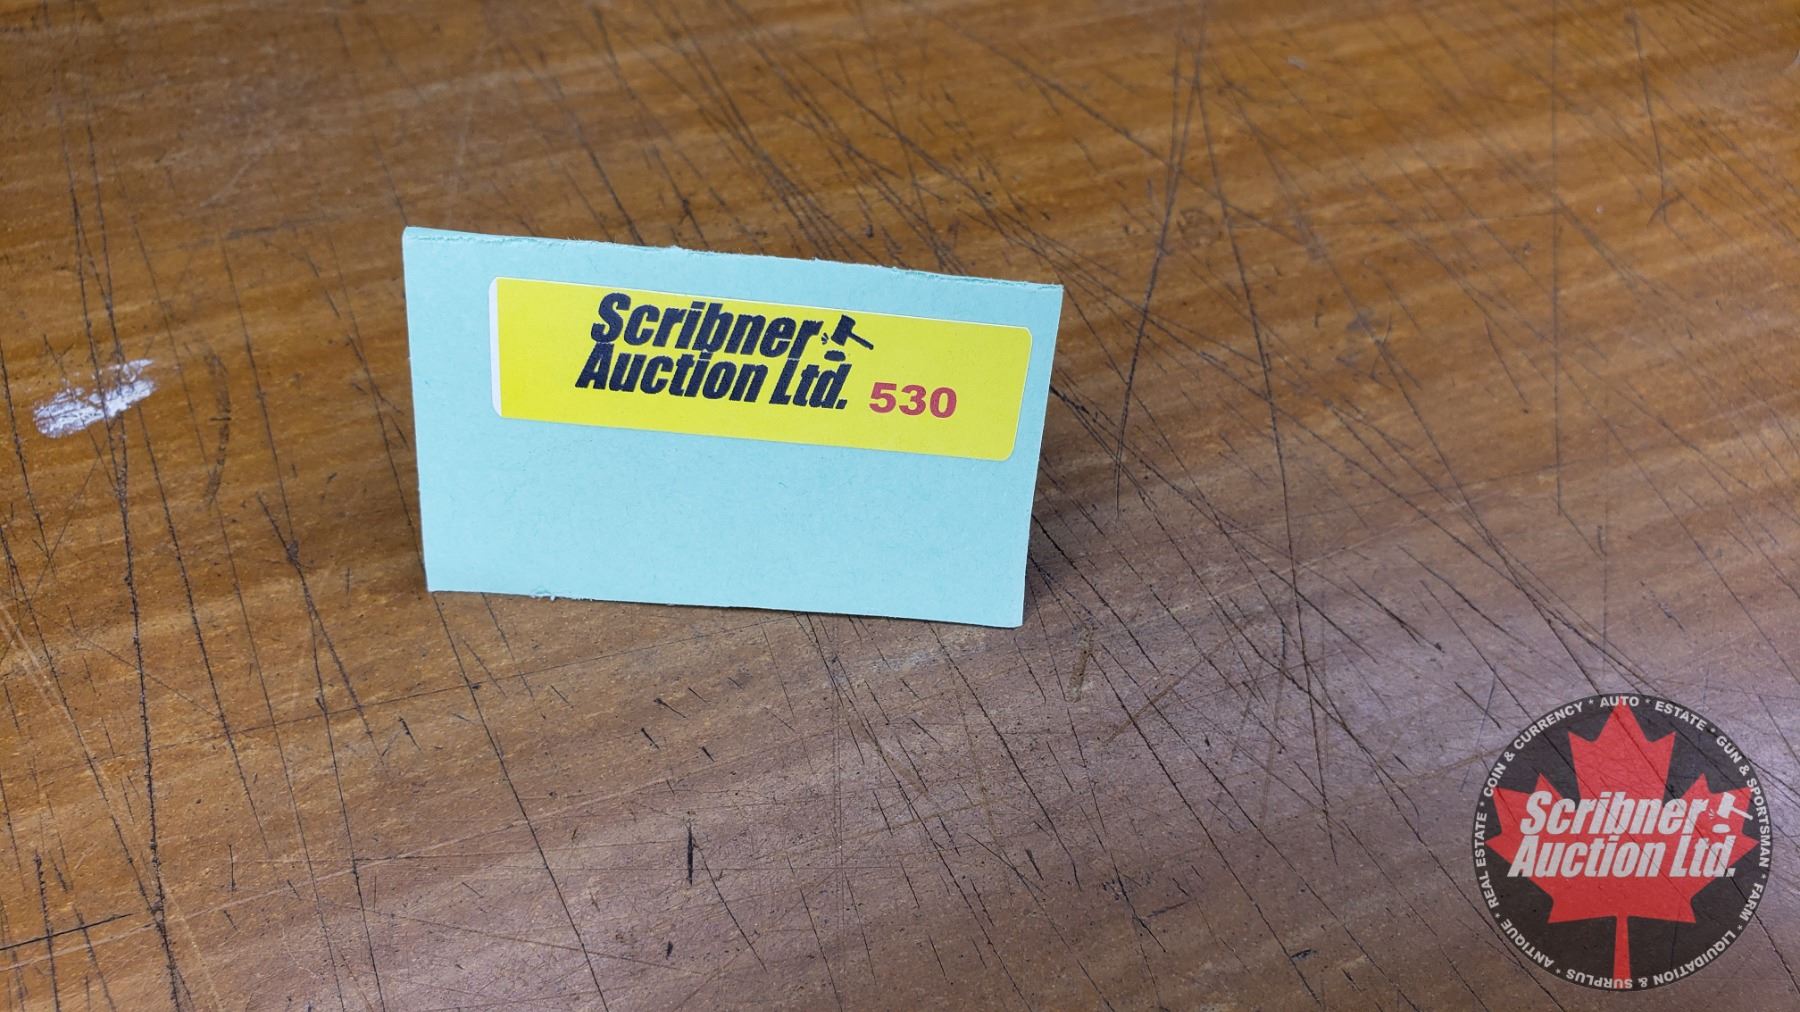 Scribner
Auction Ltd. 530
COIN & CURRENCY * AUTO * ESTATE * GUN & SPORTSMAN * FARM * LIQUIDATION & SURPLUS * ANTIQUE * REAL ESTATE *
Scribner
Auction Ltd.